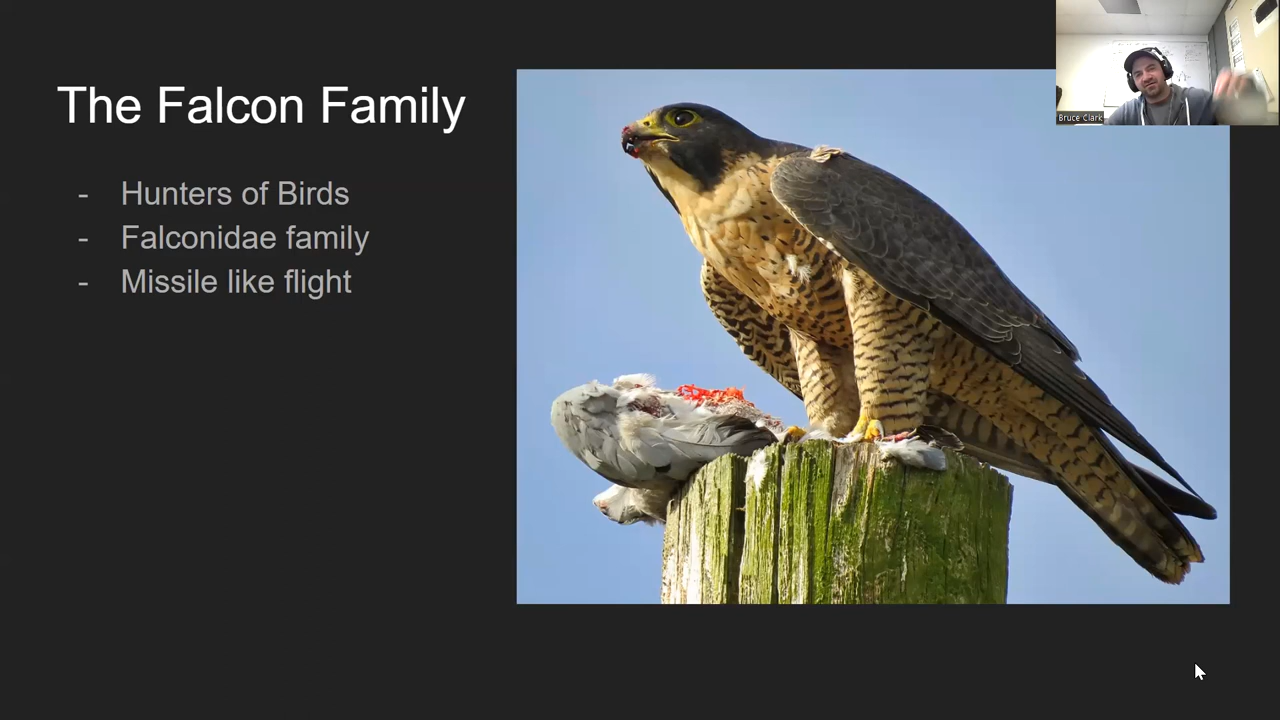 The Falcon Family
- Hunters of Birds
- Falconidae family
- Missile like flight
Bruce Clark